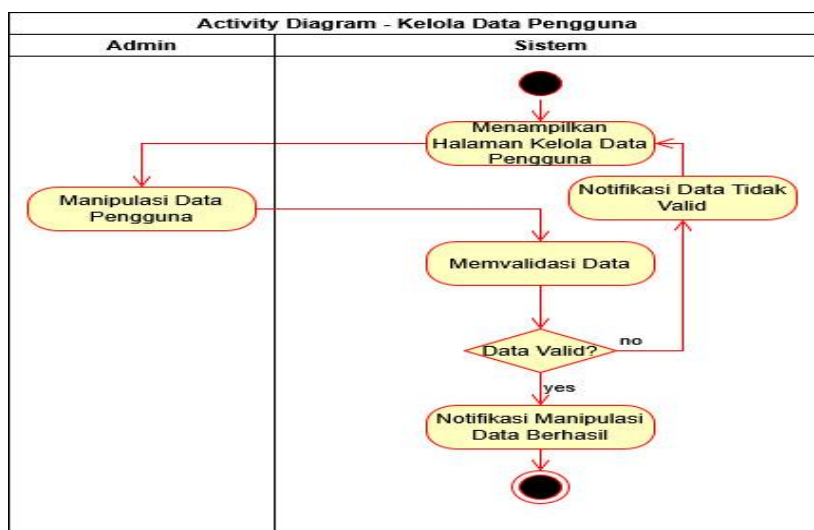 Activity Diagram - Kelola Data Pengguna
Admin
Sistem
Menampilkan
Halaman Kelola Data
Pengguna
Manipulasi Data
Pengguna
Notifikasi Data Tidak
Valid
Memvalidasi Data
Data Valid?
no
yes
Notifikasi Manipulasi
Data Berhasil